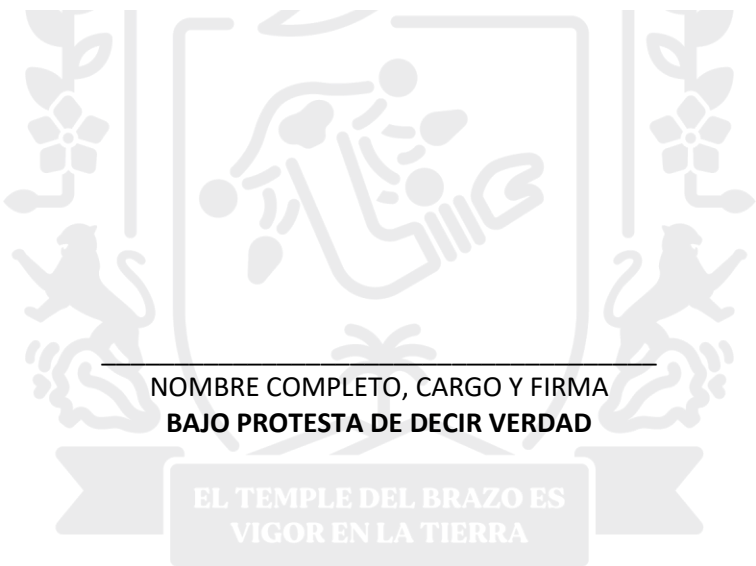 NOMBRE COMPLETO, CARGO Y FIRMA
BAJO PROTESTA DE DECIR VERDAD
EL TEMPLE DEL BRAZO ES
VIGOR EN LA TIERRA